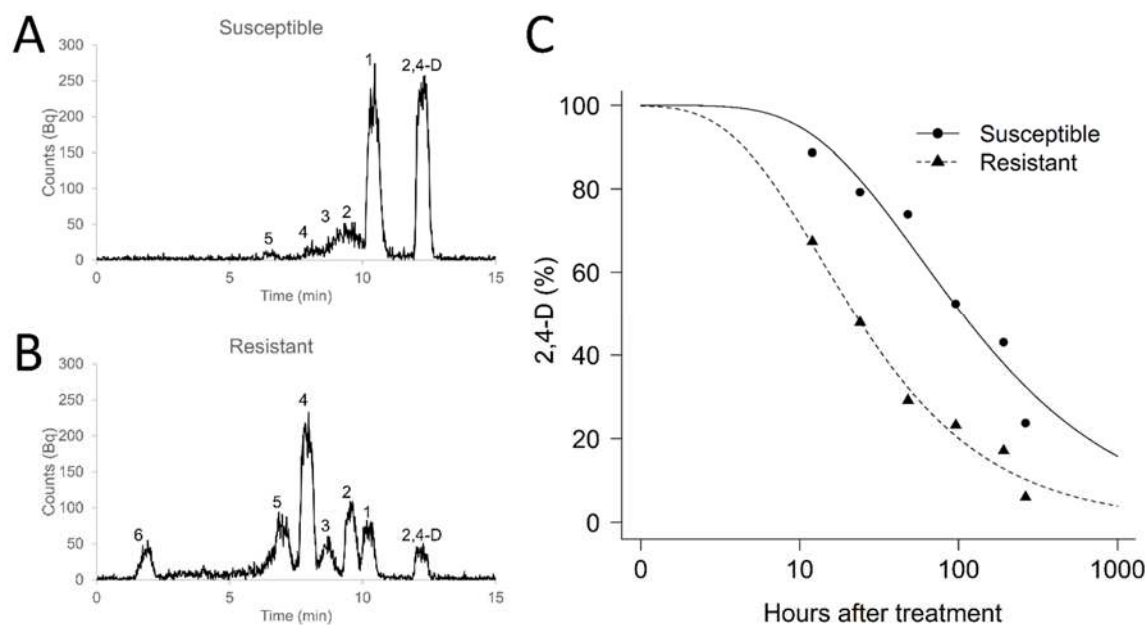 A
Susceptible
300
250
200
150
100
50
0
Counts (Bq)
1
2,4-D
2
3
4
5
0 5 10 15
Time (min)
B
Resistant
300
250
200
150
100
50
0
Counts (Bq)
4
5
2
1
3
6
2,4-D
0 5 10 15
Time (min)
C
100
80
60
40
20
0
2,4-D (%)
Susceptible
Resistant
0 10 100 1000
Hours after treatment